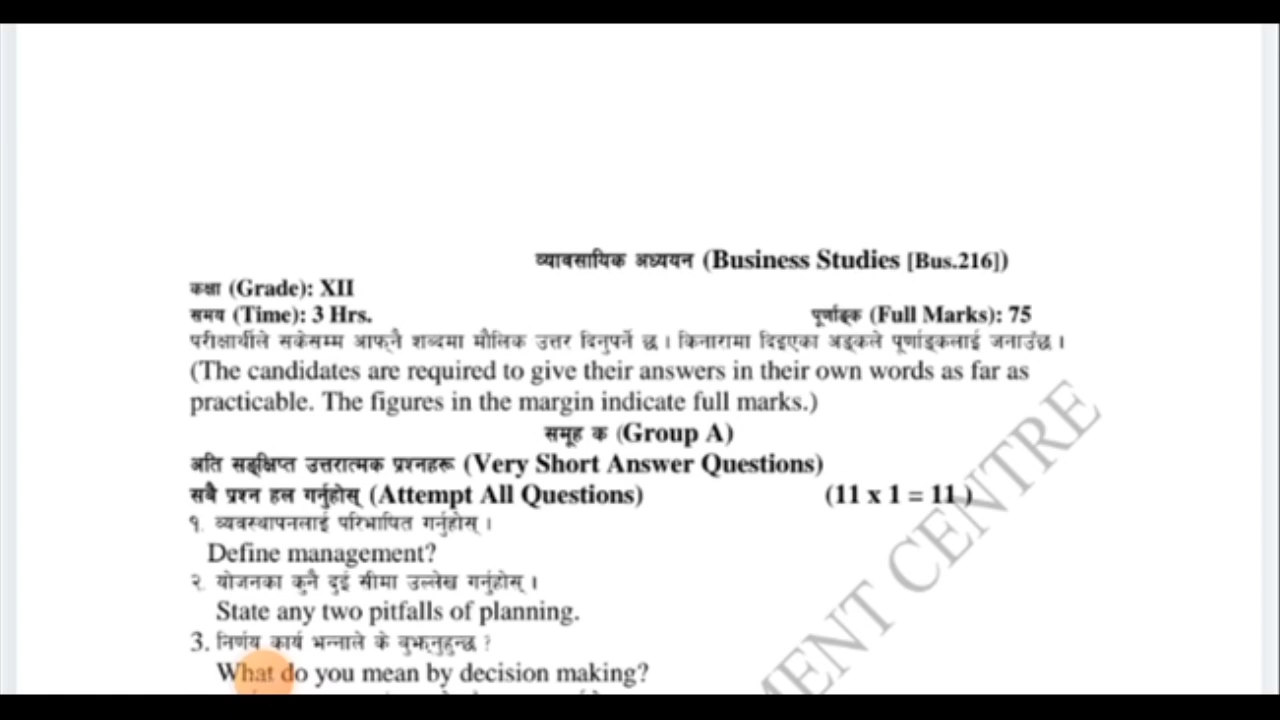 व्यावसायिक अध्ययन (Business Studies [Bus.216])
कक्षा (Grade): XII
समय (Time): 3 Hrs. पूर्णाङ्क (Full Marks): 75
परीक्षार्थीले सकेसम्म आफ्नै शब्दमा मौलिक उत्तर दिनुपर्ने छ । किनारामा दिइएका अङ्कले पूर्णाङ्कलाई जनाउँछ ।
(The candidates are required to give their answers in their own words as far as
practicable. The figures in the margin indicate full marks.)
समूह क (Group A)
अति सङ्क्षिप्त उत्तरात्मक प्रश्नहरू (Very Short Answer Questions)
सबै प्रश्न हल गर्नुहोस् (Attempt All Questions) (11 x 1 = 11 )
१. व्यवस्थापनलाई परिभाषित गर्नुहोस् ।
Define management?
२. योजनका कुनै दुई सीमा उल्लेख गर्नुहोस् ।
State any two pitfalls of planning.
3. निर्णय कार्य भन्नाले के बुझ्नुहुन्छ ?
What do you mean by decision making?
CENTRE